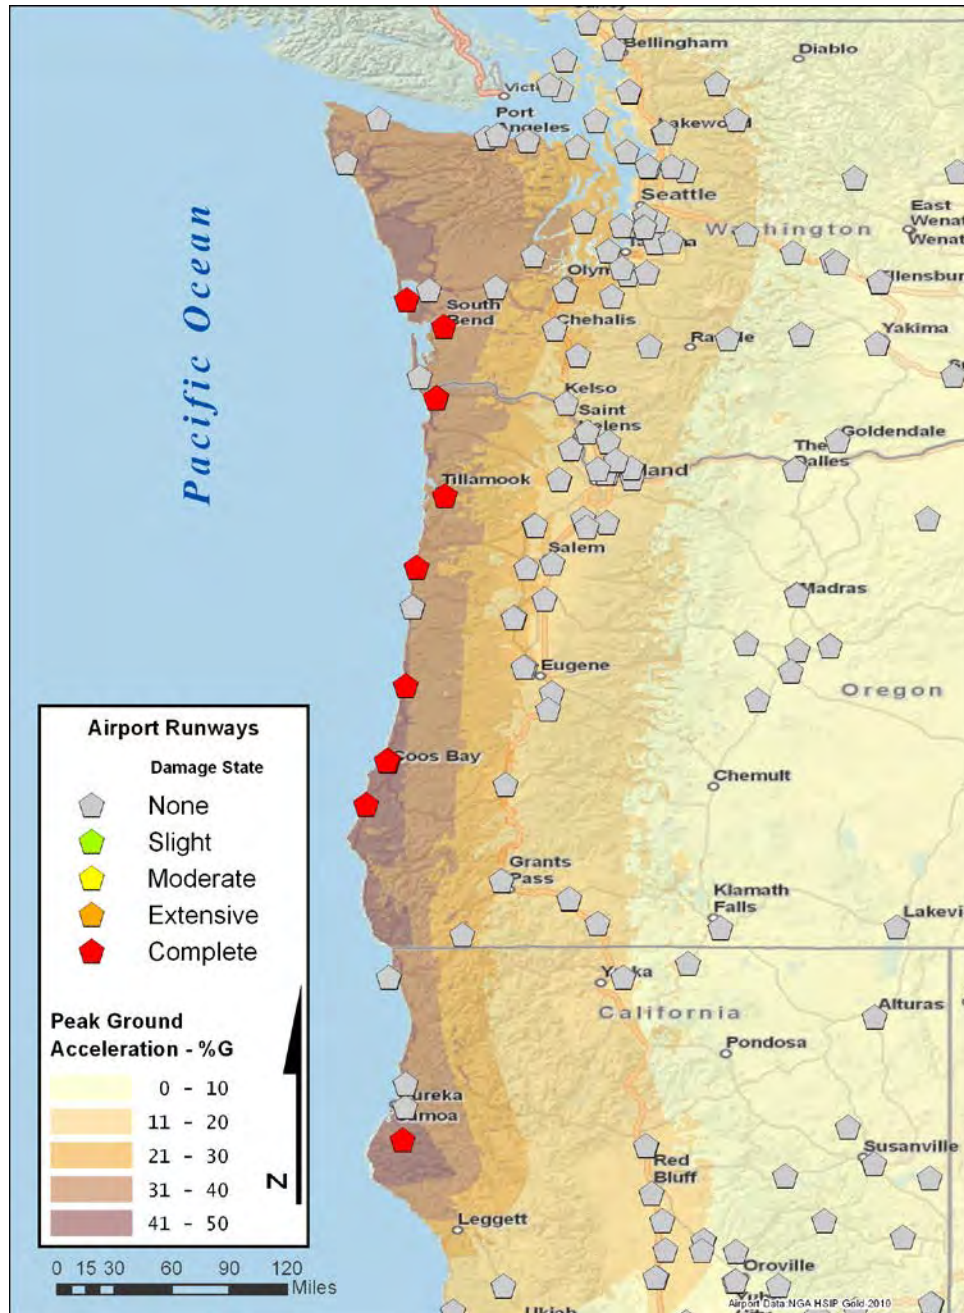 Bellingham
Diablo
Port
Angeles
Lakewood
Seattle
East
Wenat
Wenat
Washington
Pacific Ocean
South
Bend
Chehalis
Yakima
Kelso
Saint
Goldendale
The
Dalles
Tillamook
Salem
Madras
Eugene
Oregon
Coos Bay
Chemult
Grants
Pass
Klamath
Falls
California
Alturas
Pondosa
Susanville
Red
Bluff
Leggett
Oroville
Airport Runways
Damage State
None
Slight
Moderate
Extensive
Complete
Peak Ground
Acceleration - %G
0 - 10
11 - 20
21 - 30
31 - 40
41 - 50
N
0 15 30 60 90 120
Miles
Airport Data:NGA HSIP Gold-2010